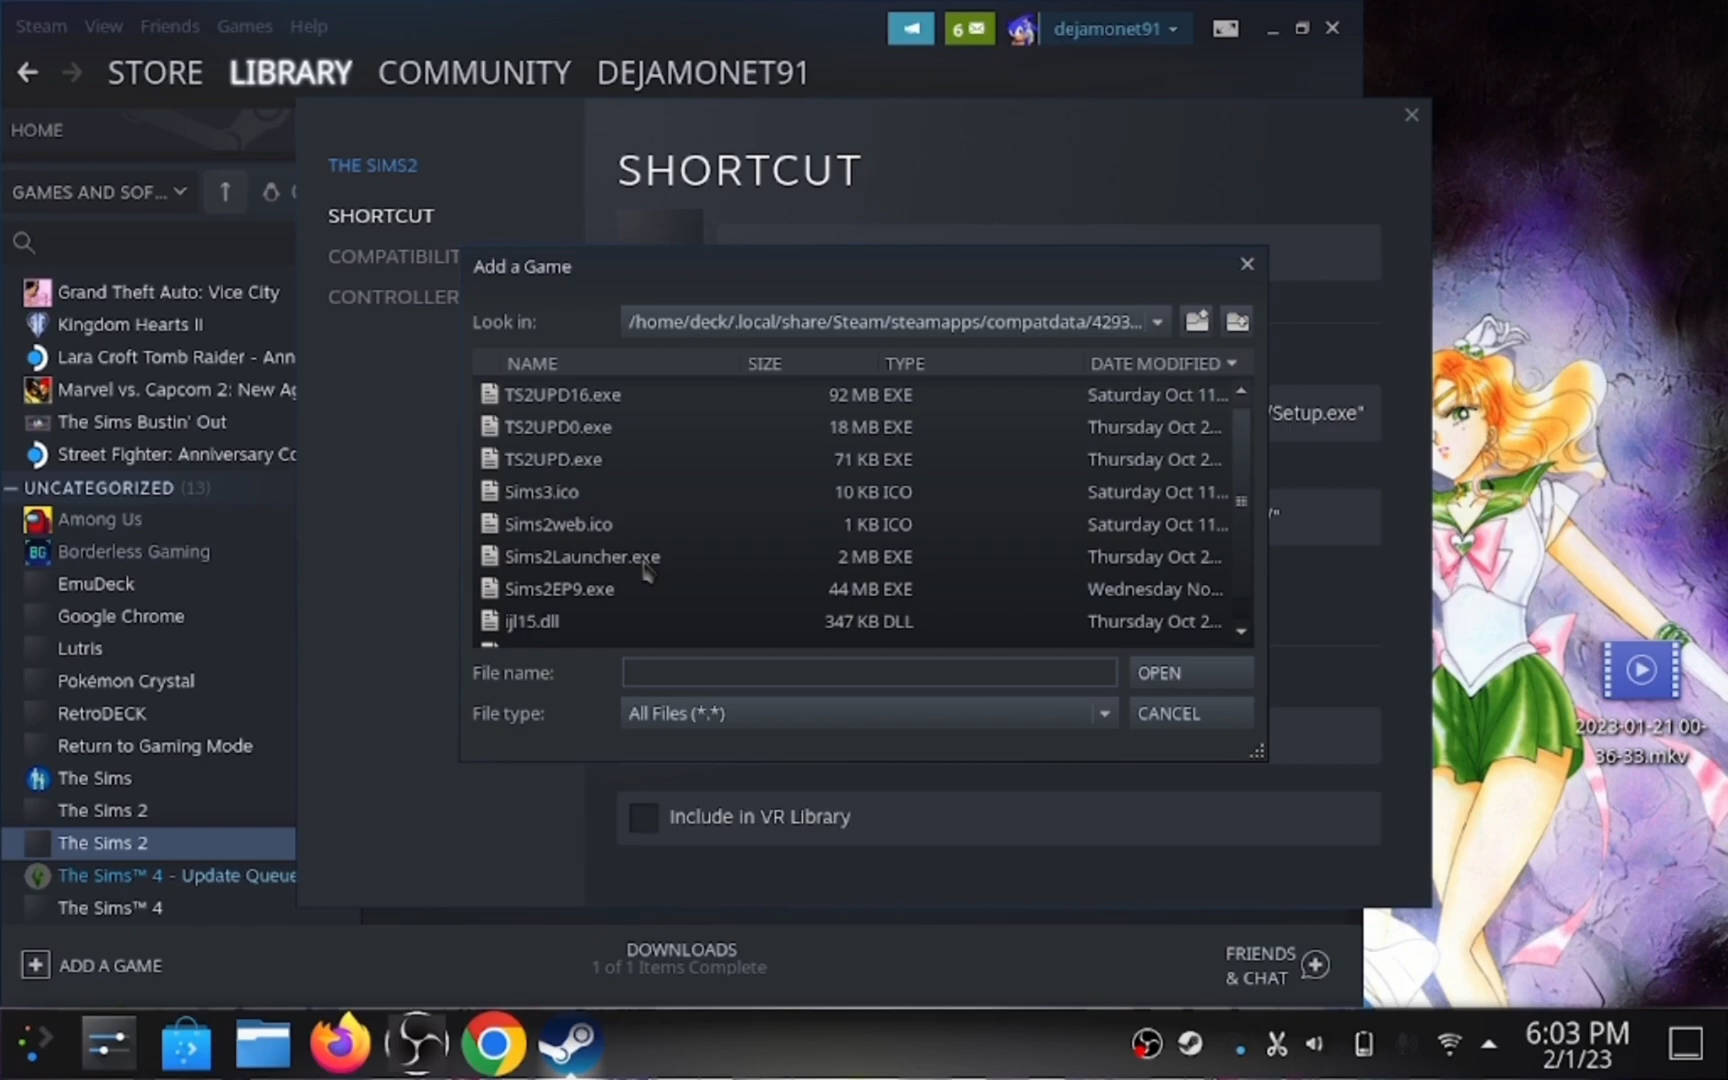 Steam View Friends Games Help
6
dejamonet91
STORE LIBRARY COMMUNITY DEJAMONET91
HOME
GAMES AND SOF...
Grand Theft Auto: Vice City
Kingdom Hearts II
Lara Croft Tomb Raider - Ann
Marvel vs. Capcom 2: New Ag
The Sims Bustin' Out
Street Fighter: Anniversary Co
UNCATEGORIZED (13)
Among Us
BG Borderless Gaming
EmuDeck
Google Chrome
Lutris
Pokémon Crystal
RetroDECK
Return to Gaming Mode
The Sims
The Sims 2
The Sims 2
The Sims™ 4 - Update Queue
The Sims™ 4
ADD A GAME
THE SIMS2
SHORTCUT
COMPATIBILIT
CONTROLLER
SHORTCUT
/Setup.exe"
/"
Add a Game
Look in: /home/deck/.local/share/Steam/steamapps/compatdata/4293...
NAME SIZE TYPE DATE MODIFIED
TS2UPD16.exe 92 MB EXE Saturday Oct 11...
TS2UPD0.exe 18 MB EXE Thursday Oct 2...
TS2UPD.exe 71 KB EXE Thursday Oct 2...
Sims3.ico 10 KB ICO Saturday Oct 11...
Sims2web.ico 1 KB ICO Saturday Oct 11...
Sims2Launcher.exe 2 MB EXE Thursday Oct 2...
Sims2EP9.exe 44 MB EXE Wednesday No...
ijl15.dll 347 KB DLL Thursday Oct 2...
File name: OPEN
File type: All Files (*.*) CANCEL
Include in VR Library
DOWNLOADS
1 of 1 Items Complete
FRIENDS
& CHAT
2023-01-21 00-
36-33.mkv
6:03 PM
2/1/23